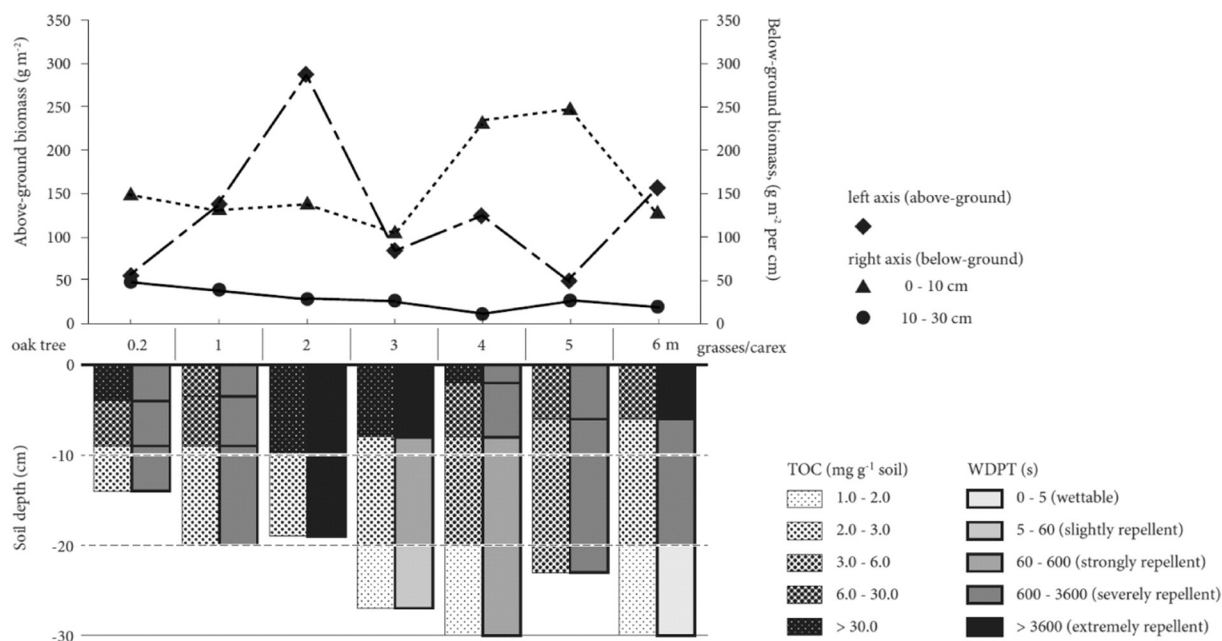 Above-ground biomass (g m⁻²)
350
300
250
200
150
100
50
0
350
300
250
200
150
100
50
0
Below-ground biomass, (g m⁻² per cm)
left axis (above-ground)
right axis (below-ground)
0 - 10 cm
10 - 30 cm
oak tree 0.2 1 2 3 4 5 6 m grasses/carex
Soil depth (cm)
0
-10
-20
-30
TOC (mg g⁻¹ soil)
1.0 - 2.0
2.0 - 3.0
3.0 - 6.0
6.0 - 30.0
> 30.0
WDPT (s)
0 - 5 (wettable)
5 - 60 (slightly repellent)
60 - 600 (strongly repellent)
600 - 3600 (severely repellent)
> 3600 (extremely repellent)